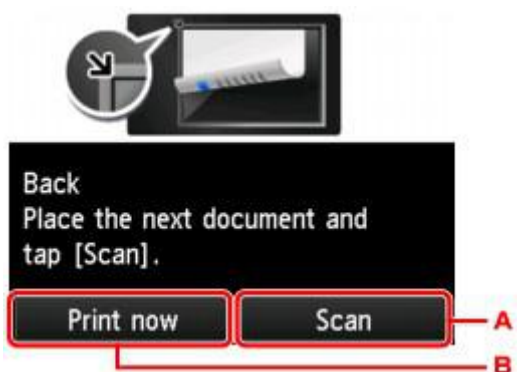 Back
Place the next document and
tap [Scan].
Print now Scan
A
B